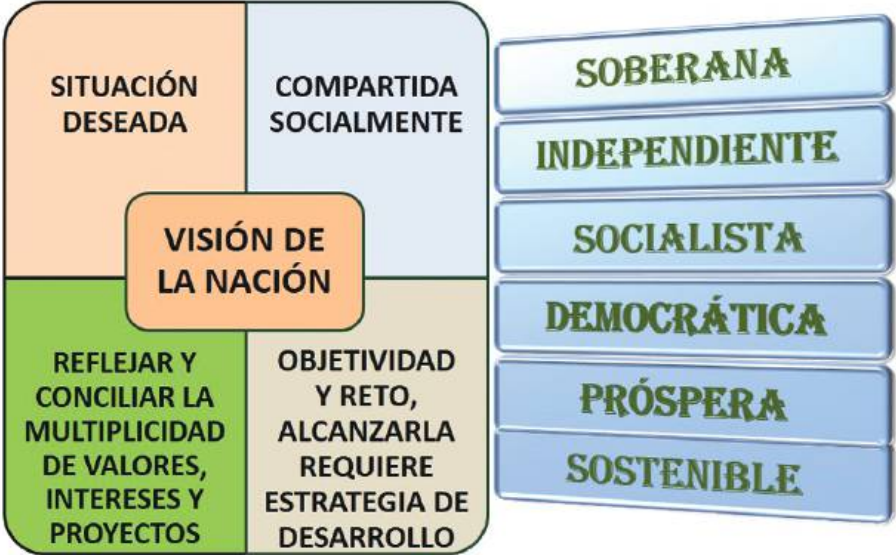 SITUACIÓN
DESEADA
COMPARTIDA
SOCIALMENTE
VISIÓN DE
LA NACIÓN
REFLEJAR Y
CONCILIAR LA
MULTIPLICIDAD
DE VALORES,
INTERESES Y
PROYECTOS
OBJETIVIDAD
Y RETO,
ALCANZARLA
REQUIERE
ESTRATEGIA DE
DESARROLLO
SOBERANA
INDEPENDIENTE
SOCIALISTA
DEMOCRÁTICA
PRÓSPERA
SOSTENIBLE